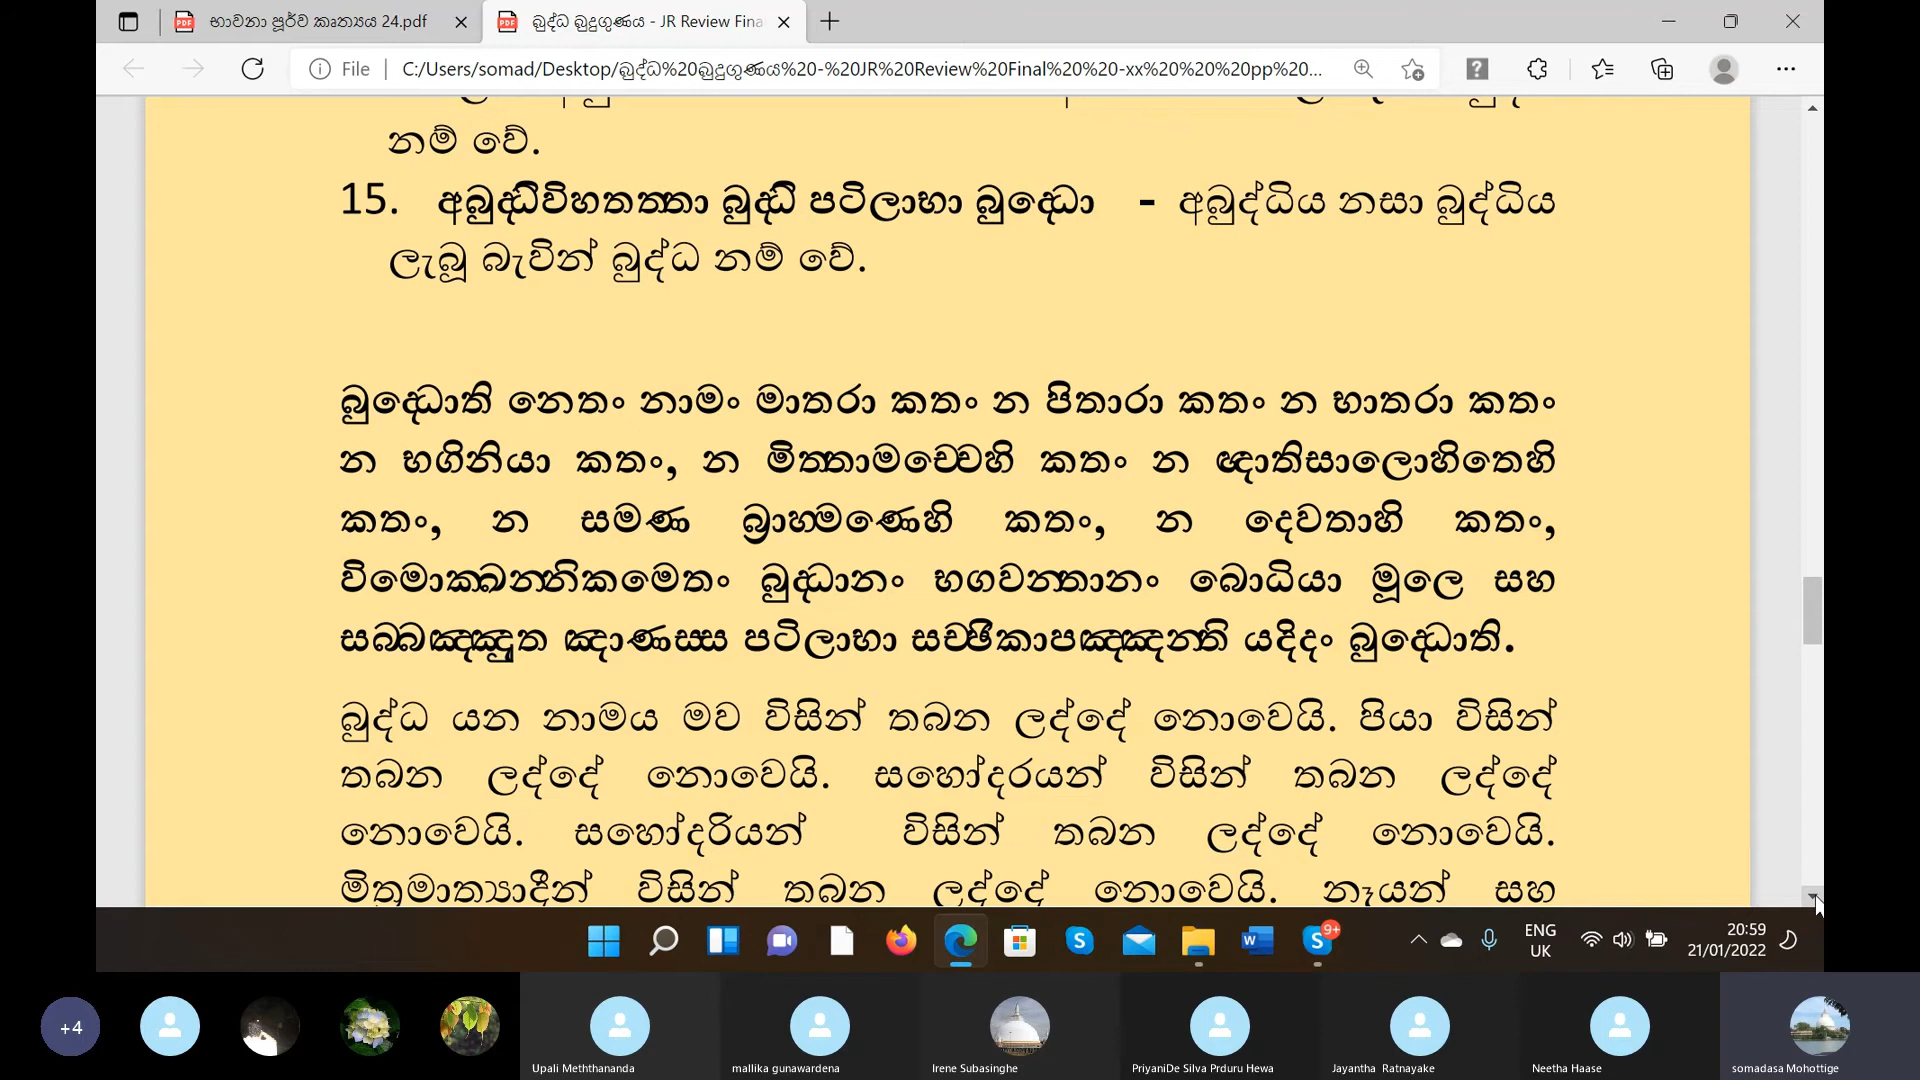 භාවනා පූර්ව කෘත්‍යය 24.pdf
බුද්ධ බුදුගුණය - JR Review Fina
File
C:/Users/somad/Desktop/බුද්ධ%20බුදුගුණය%20-%20JR%20Review%20Final%20%20-xx%20%20%20pp%20...
නම් වේ.
15. අබුද්ධිවිහතත්තා බුද්ධි පටිලාභා බුද්ධො - අබුද්ධිය නසා බුද්ධිය
ලැබූ බැවින් බුද්ධ නම් වේ.
බුද්ධොති නෙතං නාමං මාතරා කතං න පිතාරා කතං න භාතරා කතං
න භගිනියා කතං, න මිත්තාමච්චෙහි කතං න ඥාතිසාලොහිතෙහි
කතං, න සමණ බ්‍රාහ්මණෙහි කතං, න දෙවතාහි කතං,
විමොක්ඛන්තිකමෙතං බුද්ධානං භගවන්තානං බොධියා මූලෙ සහ
සබ්බඤ්ඤුත ඤාණස්ස පටිලාභා සච්ඡිකාපඤ්ඤත්ති යදිදං බුද්ධොති.
බුද්ධ යන නාමය මව විසින් තබන ලද්දේ නොවෙයි. පියා විසින්
තබන ලද්දේ නොවෙයි. සහෝදරයන් විසින් තබන ලද්දේ
නොවෙයි. සහෝදරියන් විසින් තබන ලද්දේ නොවෙයි.
මිත්‍රමාත්‍යාදීන් විසින් තබන ලද්දේ නොවෙයි. නෑයන් සහ
9+
ENG
UK
20:59
21/01/2022
+4
Upali Meththananda
mallika gunawardena
Irene Subasinghe
PriyaniDe Silva Prduru Hewa
Jayantha Ratnayake
Neetha Haase
somadasa Mohottige